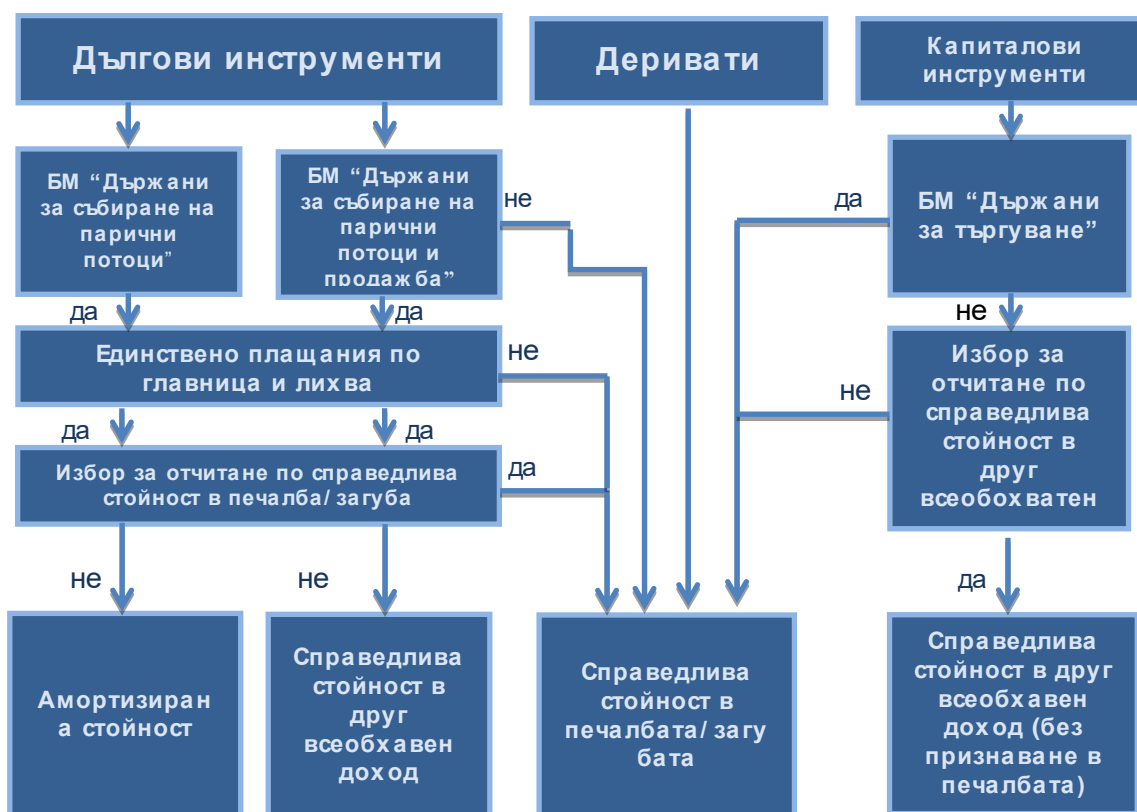 Дългови инструменти
Деривати
Капиталови
инструменти
БМ “Държани
за събиране на
парични
потоци”
БМ “Държани
за събиране на
парични
потоци и
продажба”
не
да
БМ “Държани
за търгуване”
да
да
не
Единствено плащания по
главница и лихва
не
Избор за
отчитане по
справедлива
стойност в
друг
всеобохватен
не
да
да
Избор за отчитане по справедлива
стойност в печалба/ загуба
да
не
не
да
Амортизиран
а стойност
Справедлива
стойност в
друг
всеобхавен
доход
Справедлива
стойност в
печалбата/ загу
бата
Справедлива
стойност в друг
всеобхавен
доход (без
признаване в
печалбата)